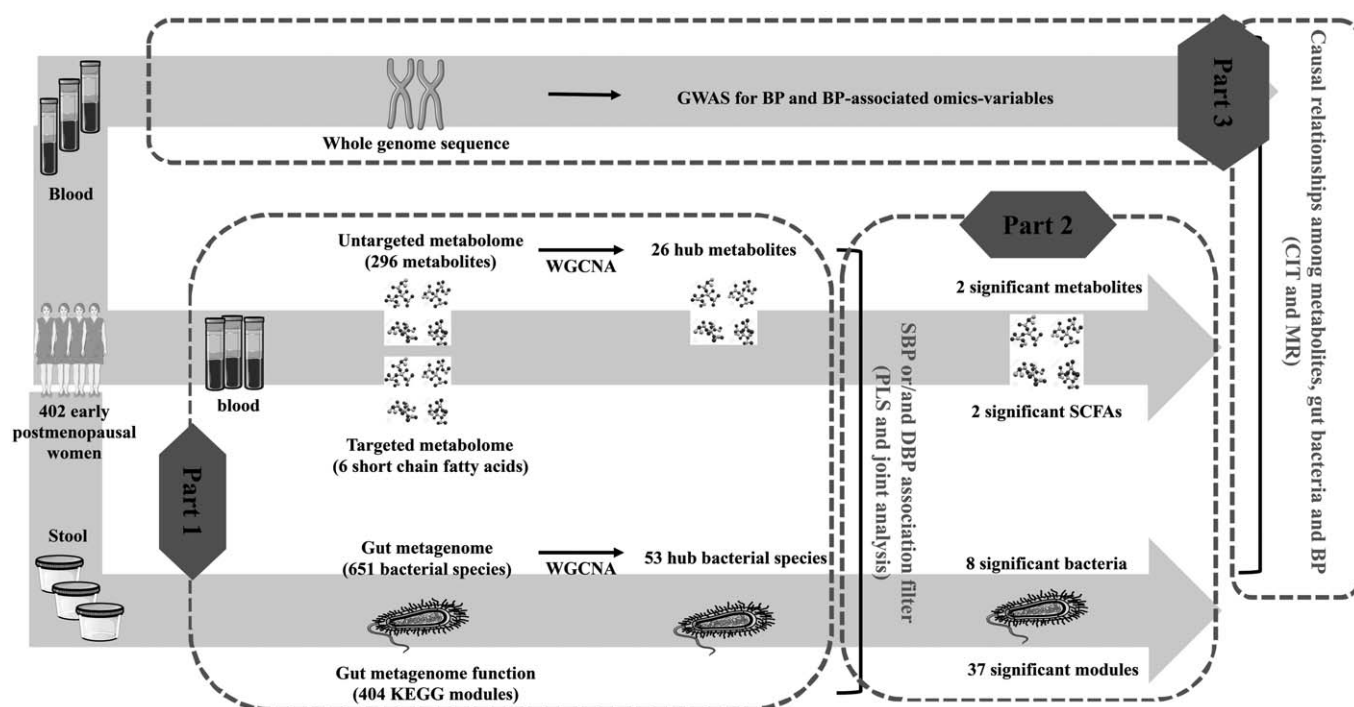 Blood
Whole genome sequence
GWAS for BP and BP-associated omics-variables
Part 3
Causal relationships among metabolites, gut bacteria and BP
(CIT and MR)
402 early
postmenopausal
women
Part 1
blood
Untargeted metabolome
(296 metabolites)
WGCNA
26 hub metabolites
Targeted metabolome
(6 short chain fatty acids)
Part 2
SBP or/and DBP association filter
(PLS and joint analysis)
2 significant metabolites
2 significant SCFAs
Stool
Gut metagenome
(651 bacterial species)
WGCNA
53 hub bacterial species
Gut metagenome function
(404 KEGG modules)
8 significant bacteria
37 significant modules